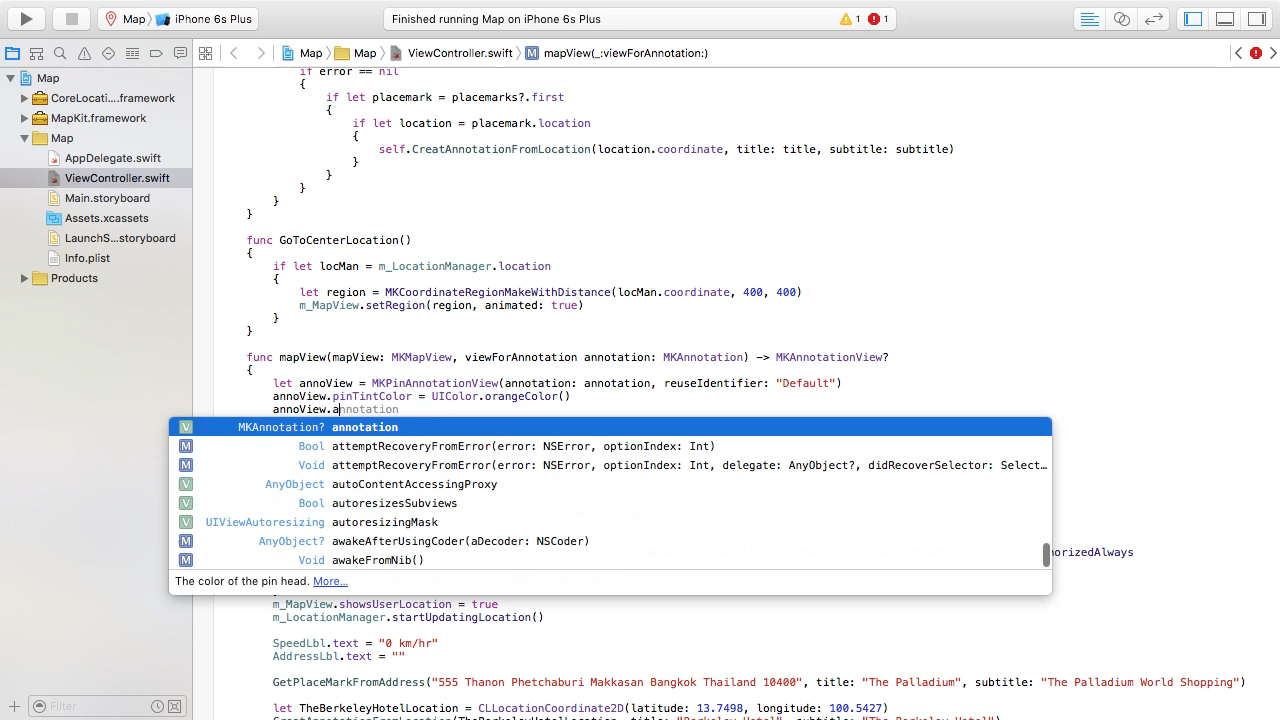 Map 〉 iPhone 6s Plus
Finished running Map on iPhone 6s Plus
1
1
Map
Map
ViewController.swift
M
mapView(_:viewForAnnotation:)
Map
CoreLocati….framework
MapKit.framework
Map
AppDelegate.swift
ViewController.swift
Main.storyboard
Assets.xcassets
LaunchS...storyboard
Info.plist
Products
Filter
if error == nil
{
if let placemark = placemarks?.first
{
if let location = placemark.location
{
self.CreatAnnotationFromLocation(location.coordinate, title: title, subtitle: subtitle)
}
}
}
}
}
func GoToCenterLocation()
{
if let locMan = m_LocationManager.location
{
let region = MKCoordinateRegionMakeWithDistance(locMan.coordinate, 400, 400)
m_MapView.setRegion(region, animated: true)
}
}
func mapView(mapView: MKMapView, viewForAnnotation annotation: MKAnnotation) -> MKAnnotationView?
{
let annoView = MKPinAnnotationView(annotation: annotation, reuseIdentifier: "Default")
annoView.pinTintColor = UIColor.orangeColor()
annoView.annotation
V MKAnnotation? annotation
M Bool attemptRecoveryFromError(error: NSError, optionIndex: Int)
M Void attemptRecoveryFromError(error: NSError, optionIndex: Int, delegate: AnyObject?, didRecoverSelector: Select…
V AnyObject autoContentAccessingProxy
V Bool autoresizesSubviews
V UIViewAutoresizing autoresizingMask
M AnyObject? awakeAfterUsingCoder(aDecoder: NSCoder)
M Void awakeFromNib()
horizedAlways
The color of the pin head. More...
m_MapView.showsUserLocation = true
m_LocationManager.startUpdatingLocation()
SpeedLbl.text = "0 km/hr"
AddressLbl.text = ""
GetPlaceMarkFromAddress("555 Thanon Phetchaburi Makkasan Bangkok Thailand 10400", title: "The Palladium", subtitle: "The Palladium World Shopping")
let TheBerkeleyHotelLocation = CLLocationCoordinate2D(latitude: 13.7498, longitude: 100.5427)